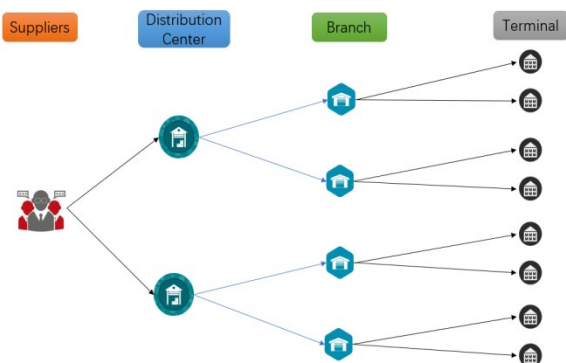 Suppliers
Distribution
Center
Branch
Terminal